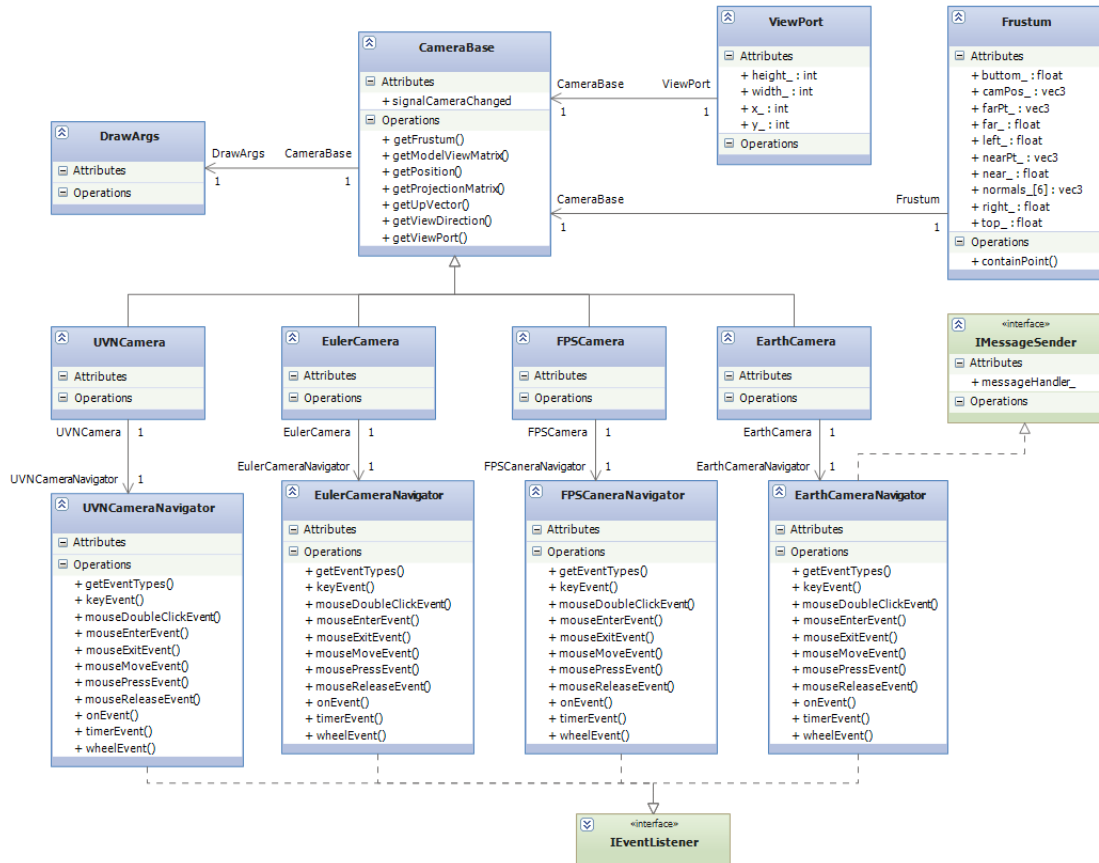 CameraBase
Attributes
+ signalCameraChanged
Operations
+ getFrustum()
+ getModelViewMatrix()
+ getPosition()
+ getProjectionMatrix()
+ getUpVector()
+ getViewDirection()
+ getViewPort()
ViewPort
Attributes
+ height_ : int
+ width_ : int
+ x_ : int
+ y_ : int
Operations
Frustum
Attributes
+ buttom_ : float
+ camPos_ : vec3
+ farPt_ : vec3
+ far_ : float
+ left_ : float
+ nearPt_ : vec3
+ near_ : float
+ normals_[6] : vec3
+ right_ : float
+ top_ : float
Operations
+ containPoint()
CameraBase ViewPort
1 1
DrawArgs
Attributes
Operations
DrawArgs CameraBase
1 1
CameraBase Frustum
1 1
UVNCamera
Attributes
Operations
EulerCamera
Attributes
Operations
FPSCamera
Attributes
Operations
EarthCamera
Attributes
Operations
«interface»
IMessageSender
Attributes
+ messageHandler_
Operations
UVNCamera 1
UVNCameraNavigator 1
EulerCamera 1
EulerCameraNavigator 1
FPSCamera 1
FPSCaneraNavigator 1
EarthCamera 1
EarthCameraNavigator 1
UVNCameraNavigator
Attributes
Operations
+ getEventTypes()
+ keyEvent()
+ mouseDoubleClickEvent()
+ mouseEnterEvent()
+ mouseExitEvent()
+ mouseMoveEvent()
+ mousePressEvent()
+ mouseReleaseEvent()
+ onEvent()
+ timerEvent()
+ wheelEvent()
EulerCameraNavigator
Attributes
Operations
+ getEventTypes()
+ keyEvent()
+ mouseDoubleClickEvent()
+ mouseEnterEvent()
+ mouseExitEvent()
+ mouseMoveEvent()
+ mousePressEvent()
+ mouseReleaseEvent()
+ onEvent()
+ timerEvent()
+ wheelEvent()
FPSCaneraNavigator
Attributes
Operations
+ getEventTypes()
+ keyEvent()
+ mouseDoubleClickEvent()
+ mouseEnterEvent()
+ mouseExitEvent()
+ mouseMoveEvent()
+ mousePressEvent()
+ mouseReleaseEvent()
+ onEvent()
+ timerEvent()
+ wheelEvent()
EarthCameraNavigator
Attributes
Operations
+ getEventTypes()
+ keyEvent()
+ mouseDoubleClickEvent()
+ mouseEnterEvent()
+ mouseExitEvent()
+ mouseMoveEvent()
+ mousePressEvent()
+ mouseReleaseEvent()
+ onEvent()
+ timerEvent()
+ wheelEvent()
«interface»
IEventListener